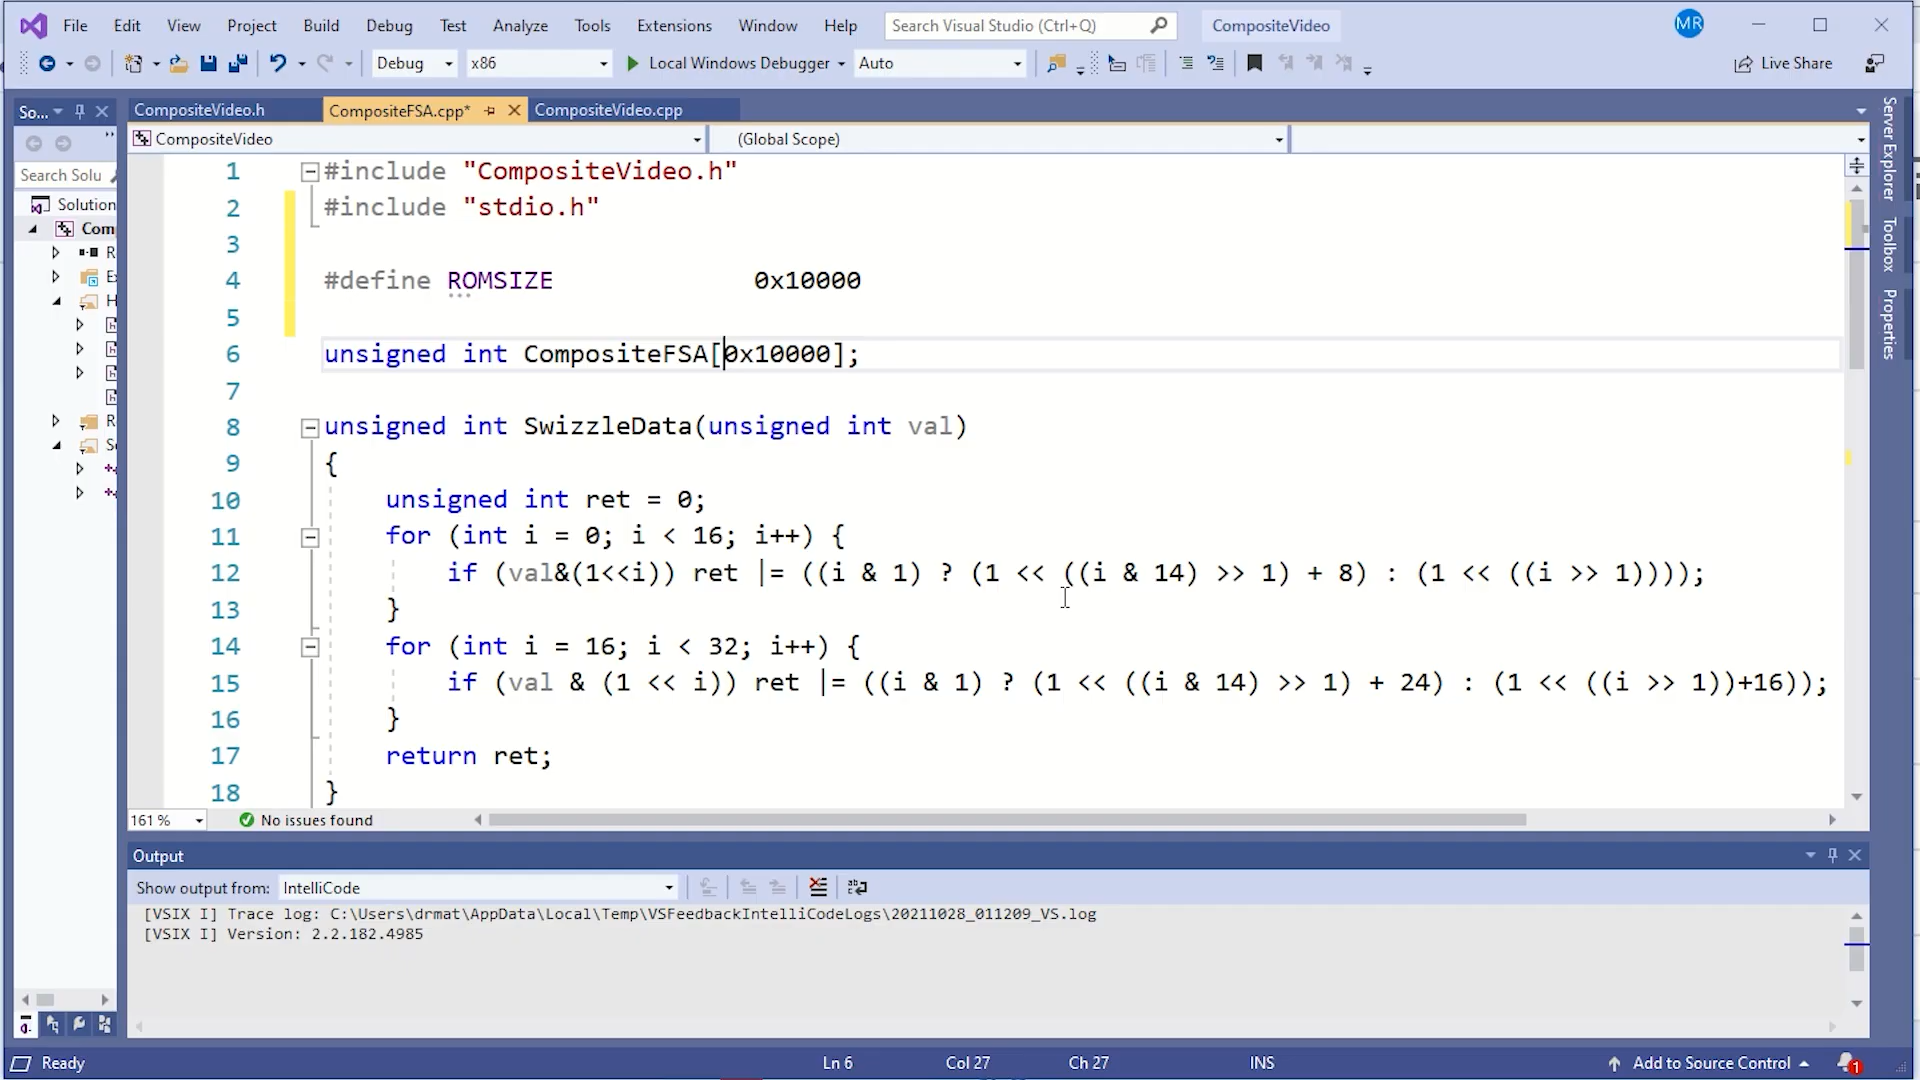 File Edit View Project Build Debug Test Analyze Tools Extensions Window Help Search Visual Studio (Ctrl+Q) CompositeVideo MR
Debug x86 Local Windows Debugger Auto Live Share
So... CompositeVideo.h CompositeFSA.cpp* CompositeVideo.cpp
CompositeVideo (Global Scope)
Search Solu
Solution
Com
R
E
H
R
S
1 #include "CompositeVideo.h"
2 #include "stdio.h"
3
4 #define ROMSIZE 0x10000
5
6 unsigned int CompositeFSA[0x10000];
7
8 unsigned int SwizzleData(unsigned int val)
9 {
10 unsigned int ret = 0;
11 for (int i = 0; i < 16; i++) {
12 if (val&(1<<i)) ret |= ((i & 1) ? (1 << ((i & 14) >> 1) + 8) : (1 << ((i >> 1))));
13 }
14 for (int i = 16; i < 32; i++) {
15 if (val & (1 << i)) ret |= ((i & 1) ? (1 << ((i & 14) >> 1) + 24) : (1 << ((i >> 1))+16));
16 }
17 return ret;
18 }
161 % No issues found
Server Explorer
Toolbox
Properties
Output
Show output from: IntelliCode
[VSIX I] Trace log: C:\Users\drmat\AppData\Local\Temp\VSFeedbackIntelliCodeLogs\20211028_011209_VS.log
[VSIX I] Version: 2.2.182.4985
Ready Ln 6 Col 27 Ch 27 INS Add to Source Control 1